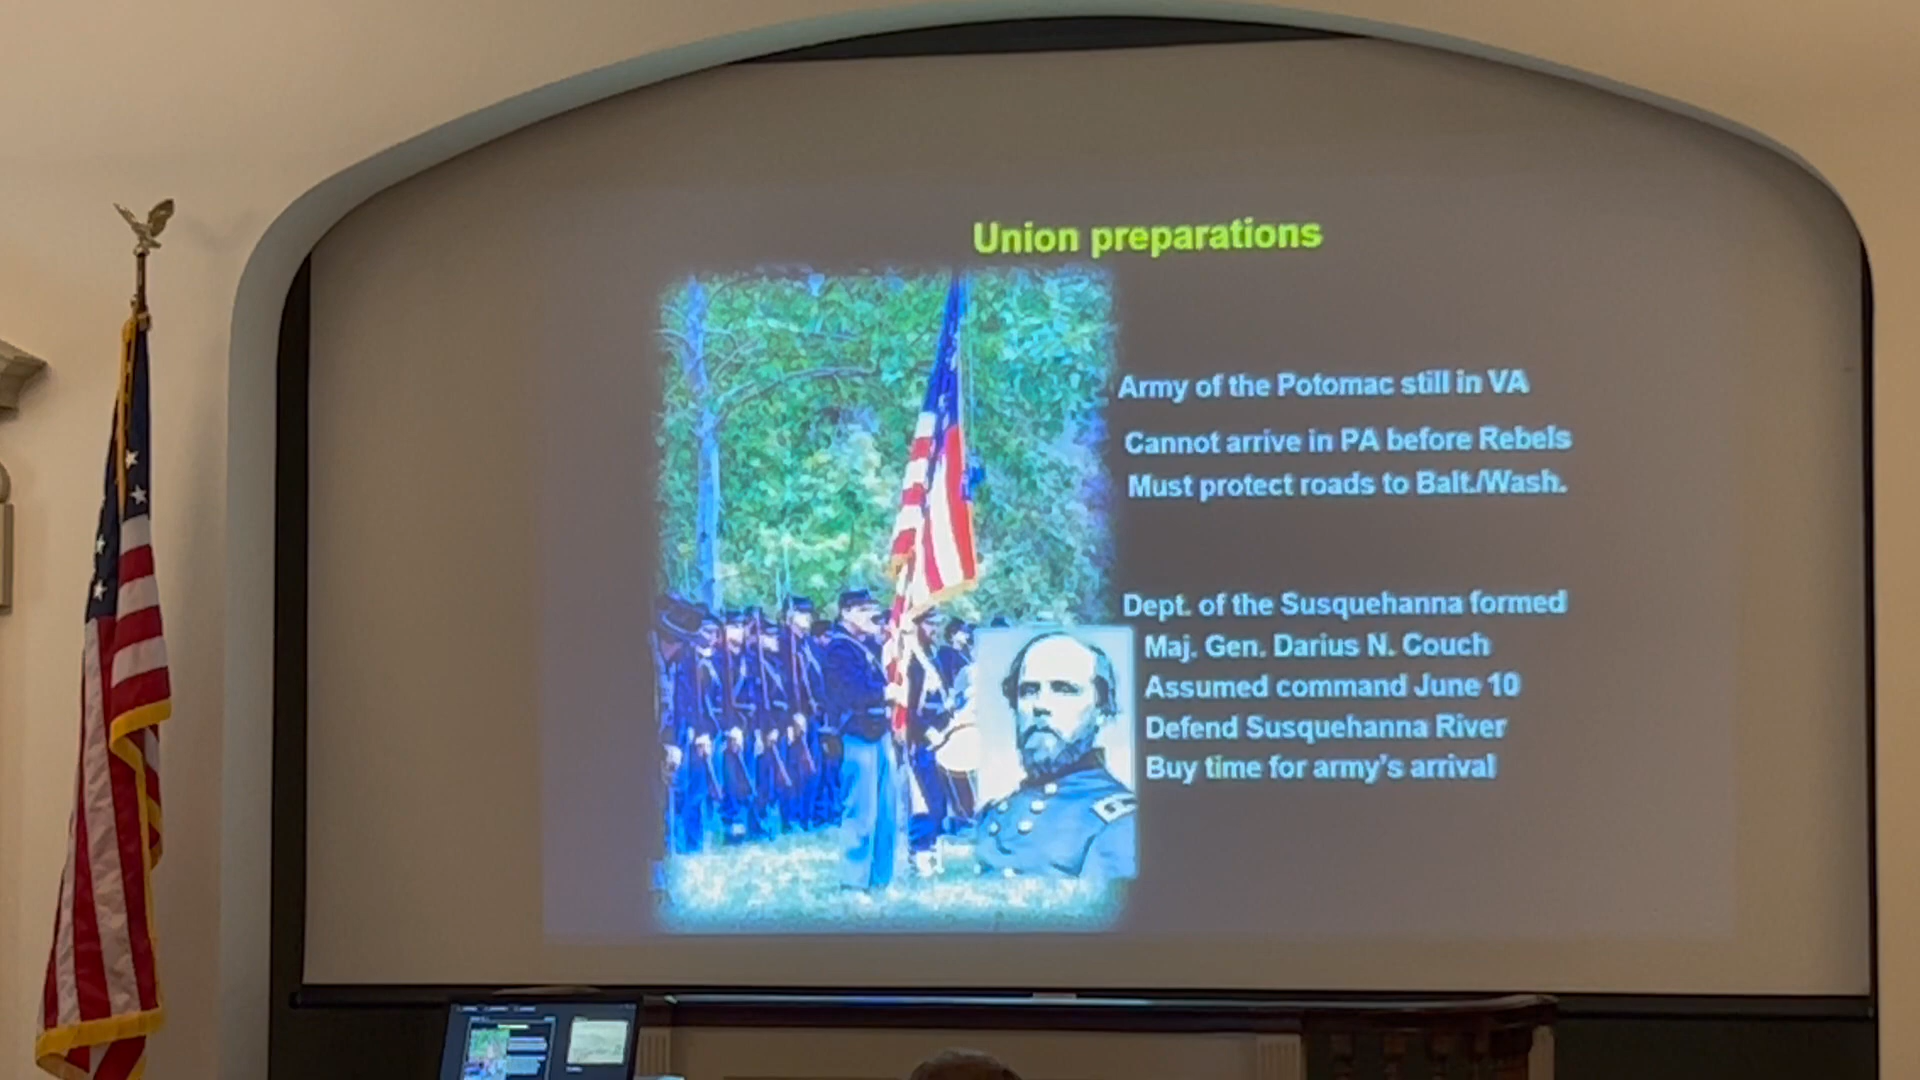 Union preparations
Army of the Potomac still in VA
Cannot arrive in PA before Rebels
Must protect roads to Balt./Wash.
Dept. of the Susquehanna formed
Maj. Gen. Darius N. Couch
Assumed command June 10
Defend Susquehanna River
Buy time for army's arrival